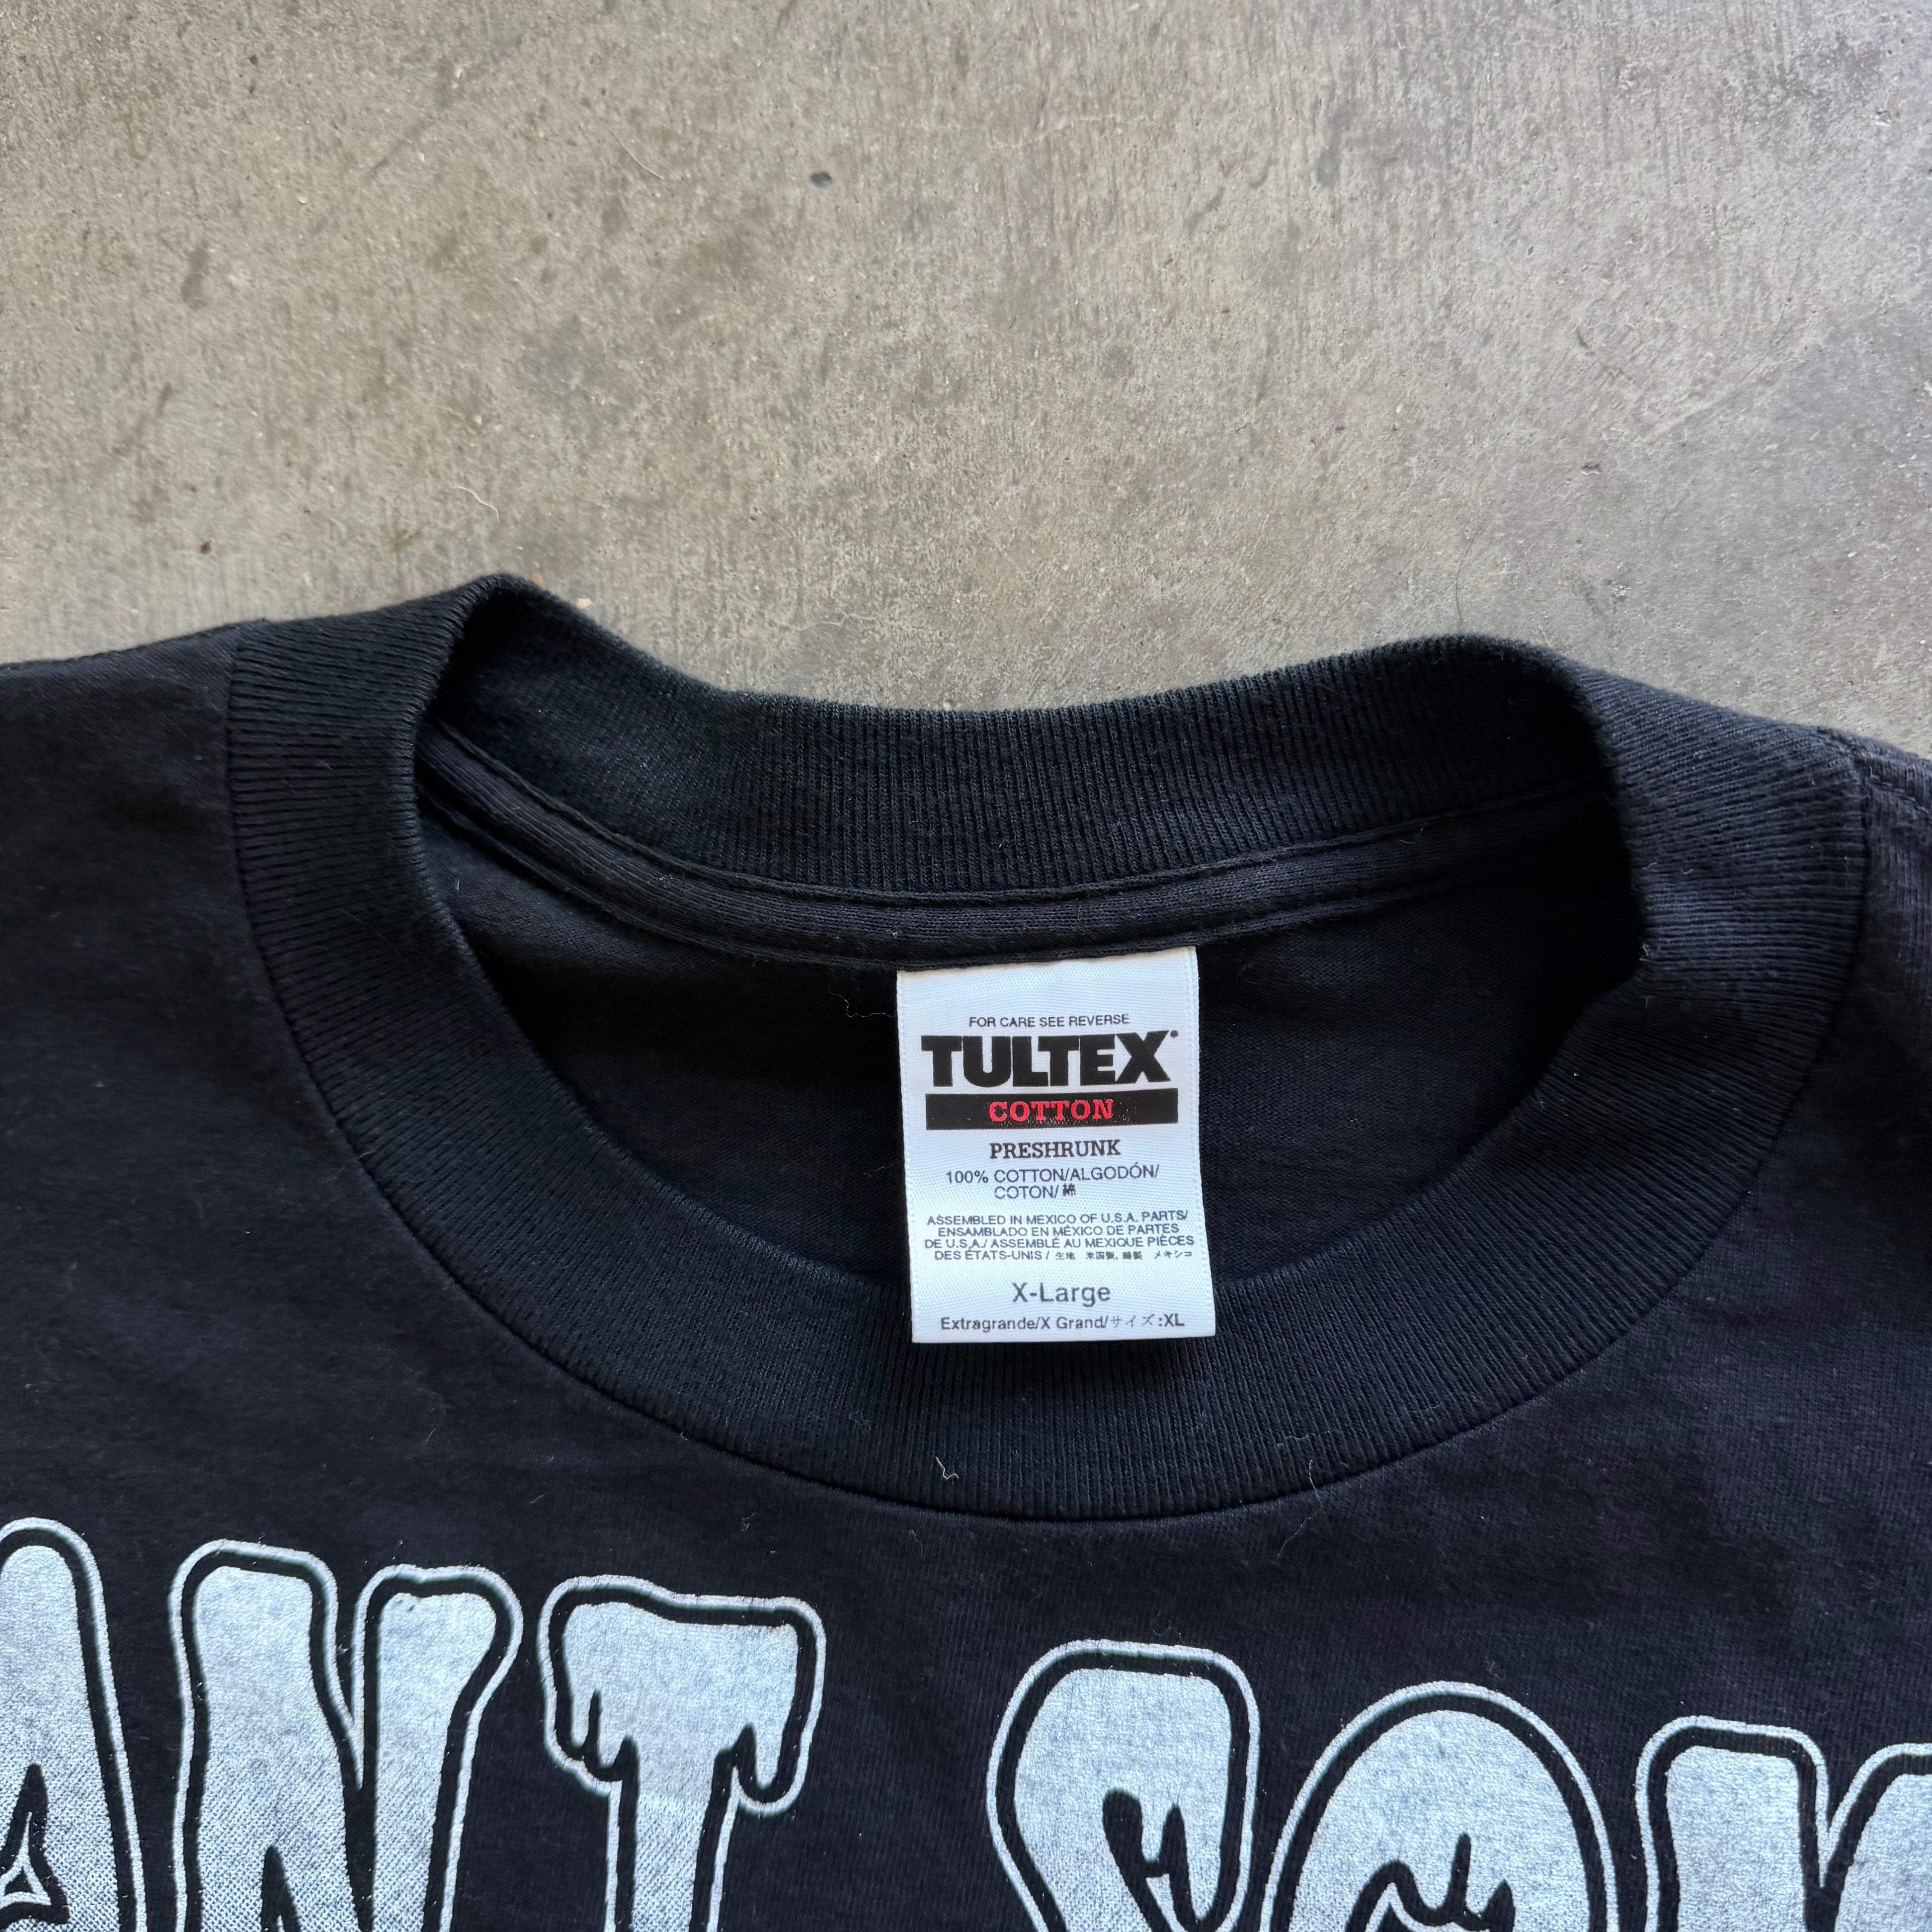 FOR CARE SEE REVERSE
TULTEX
COTTON
PRESHRUNK
100% COTTON/ALGODÓN/
COTON/ 綿
ASSEMBLED IN MEXICO OF U.S.A. PARTS/
ENSAMBLADO EN MÉXICO DE PARTES
DE U.S.A./ ASSEMBLÉ AU MEXIQUE PIÈCES
DES ÉTATS-UNIS / 生地 米国製, 縫製 メキシコ
X-Large
Extragrande/X Grand/サイズ:XL
ANT SOM